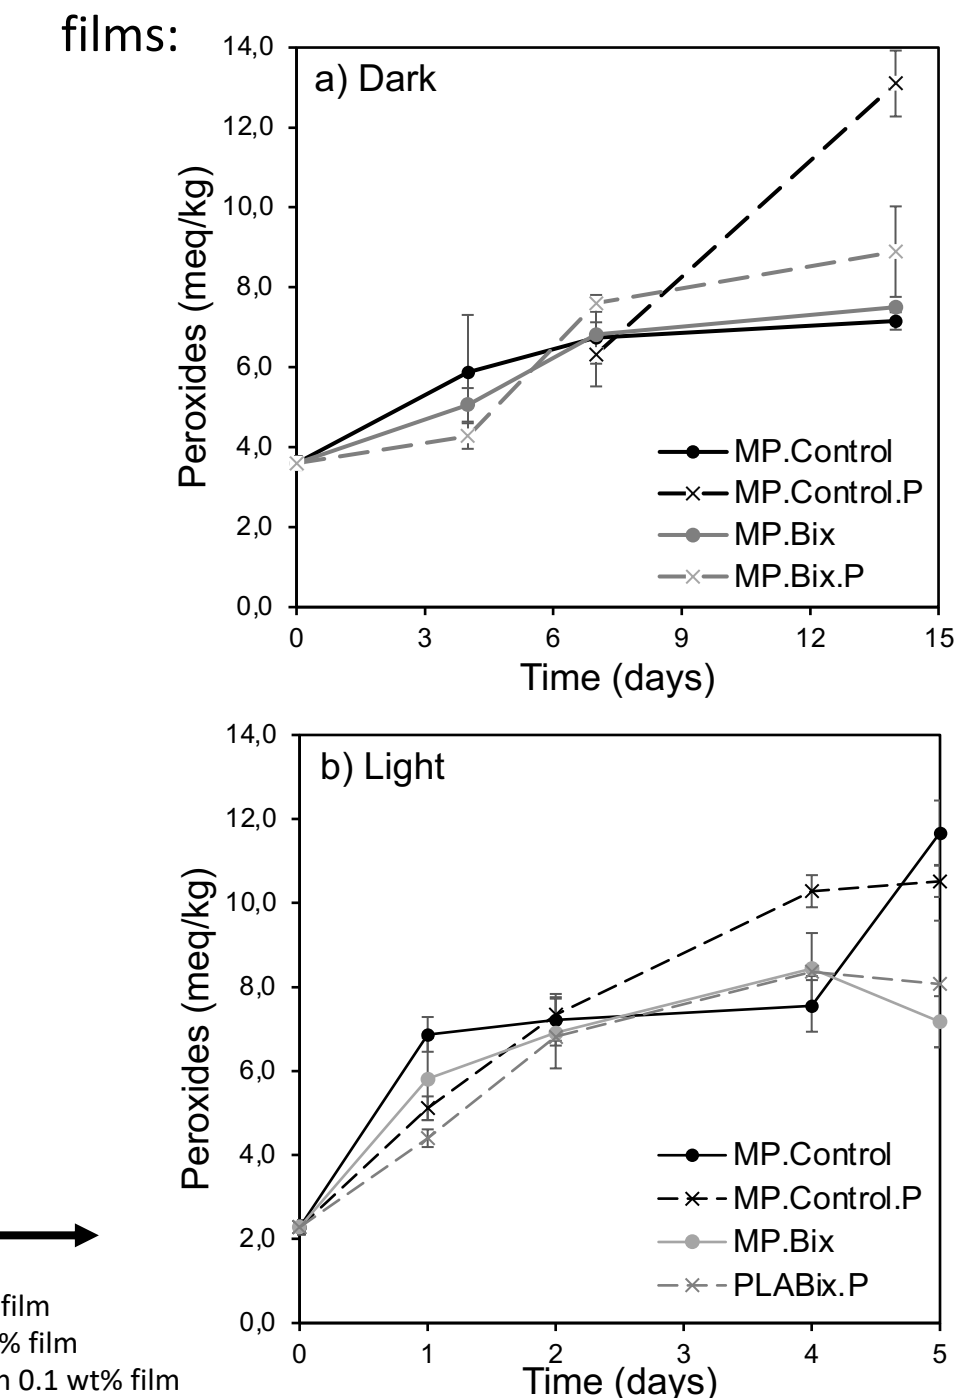 films:
a) Dark
Peroxides (meq/kg)
14,0
12,0
10,0
8,0
6,0
4,0
2,0
0,0
MP.Control
MP.Control.P
MP.Bix
MP.Bix.P
0 3 6 9 12 15
Time (days)
b) Light
Peroxides (meq/kg)
14,0
12,0
10,0
8,0
6,0
4,0
2,0
0,0
MP.Control
MP.Control.P
MP.Bix
PLABix.P
0 1 2 3 4 5
Time (days)
film
% film
0.1 wt% film